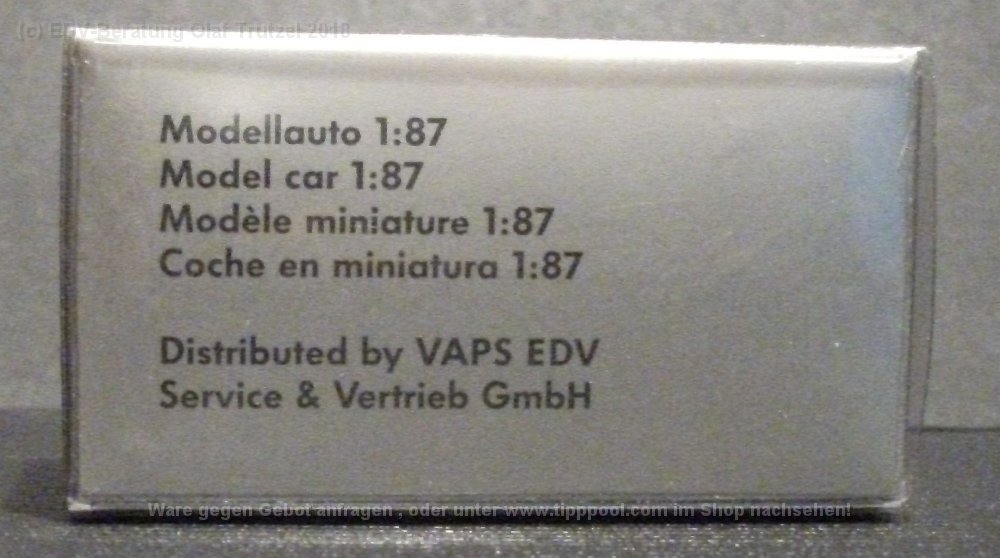 (c) EDV-Beratung Olaf Trutzel 2018
Modellauto 1:87
Model car 1:87
Modèle miniature 1:87
Coche en miniatura 1:87
Distributed by VAPS EDV
Service & Vertrieb GmbH
Ware gegen Gebot anfragen , oder unter www.tipppool.com im Shop nachsehen!